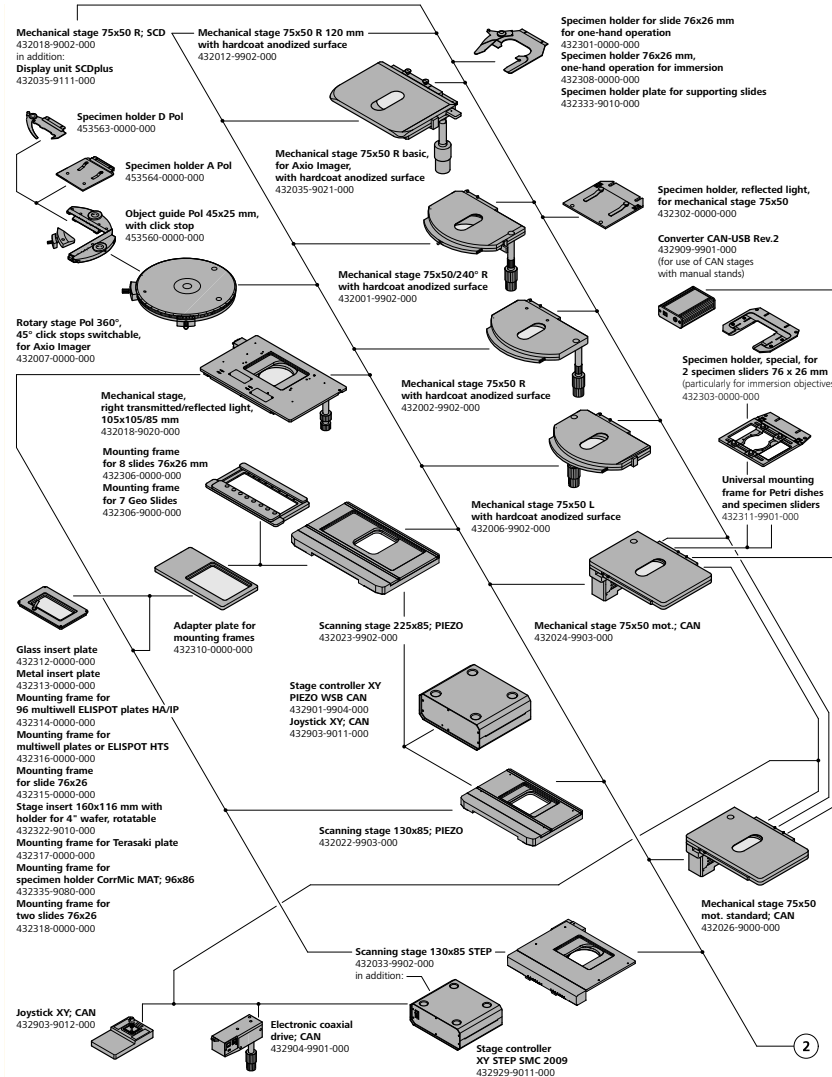 Mechanical stage 75x50 R; SCD
432018-9002-000
in addition:
Display unit SCDplus
432035-9111-000
Mechanical stage 75x50 R 120 mm
with hardcoat anodized surface
432012-9902-000
Specimen holder for slide 76x26 mm
for one-hand operation
432301-0000-000
Specimen holder 76x26 mm,
one-hand operation for immersion
432308-0000-000
Specimen holder plate for supporting slides
432333-9010-000
Specimen holder D Pol
453563-0000-000
Specimen holder A Pol
453564-0000-000
Mechanical stage 75x50 R basic,
for Axio Imager,
with hardcoat anodized surface
432035-9021-000
Object guide Pol 45x25 mm,
with click stop
453560-0000-000
Specimen holder, reflected light,
for mechanical stage 75x50
432302-0000-000
Converter CAN-USB Rev.2
432909-9901-000
(for use of CAN stages
with manual stands)
Mechanical stage 75x50/240° R
with hardcoat anodized surface
432001-9902-000
Rotary stage Pol 360°,
45° click stops switchable,
for Axio Imager
432007-0000-000
Specimen holder, special, for
2 specimen sliders 76 x 26 mm
(particularly for immersion objectives
432303-0000-000
Mechanical stage 75x50 R
with hardcoat anodized surface
432002-9902-000
Mechanical stage,
right transmitted/reflected light,
105x105/85 mm
432018-9020-000
Mounting frame
for 8 slides 76x26 mm
432306-0000-000
Mounting frame
for 7 Geo Slides
432306-9000-000
Universal mounting
frame for Petri dishes
and specimen sliders
432311-9901-000
Mechanical stage 75x50 L
with hardcoat anodized surface
432006-9902-000
Adapter plate for
mounting frames
432310-0000-000
Scanning stage 225x85; PIEZO
432023-9902-000
Mechanical stage 75x50 mot.; CAN
432024-9903-000
Glass insert plate
432312-0000-000
Metal insert plate
432313-0000-000
Mounting frame for
96 multiwell ELISPOT plates HA/IP
432314-0000-000
Mounting frame for
multiwell plates or ELISPOT HTS
432316-0000-000
Mounting frame
for slide 76x26
432315-0000-000
Stage insert 160x116 mm with
holder for 4" wafer, rotatable
432322-9010-000
Mounting frame for Terasaki plate
432317-0000-000
Mounting frame for
specimen holder CorrMic MAT; 96x86
432335-9080-000
Mounting frame for
two slides 76x26
432318-0000-000
Stage controller XY
PIEZO WSB CAN
432901-9904-000
Joystick XY; CAN
432903-9011-000
Scanning stage 130x85; PIEZO
432022-9903-000
Mechanical stage 75x50
mot. standard; CAN
432026-9000-000
Scanning stage 130x85 STEP
432033-9902-000
in addition:
Joystick XY; CAN
432903-9012-000
Electronic coaxial
drive; CAN
432904-9901-000
Stage controller
XY STEP SMC 2009
432929-9011-000
2